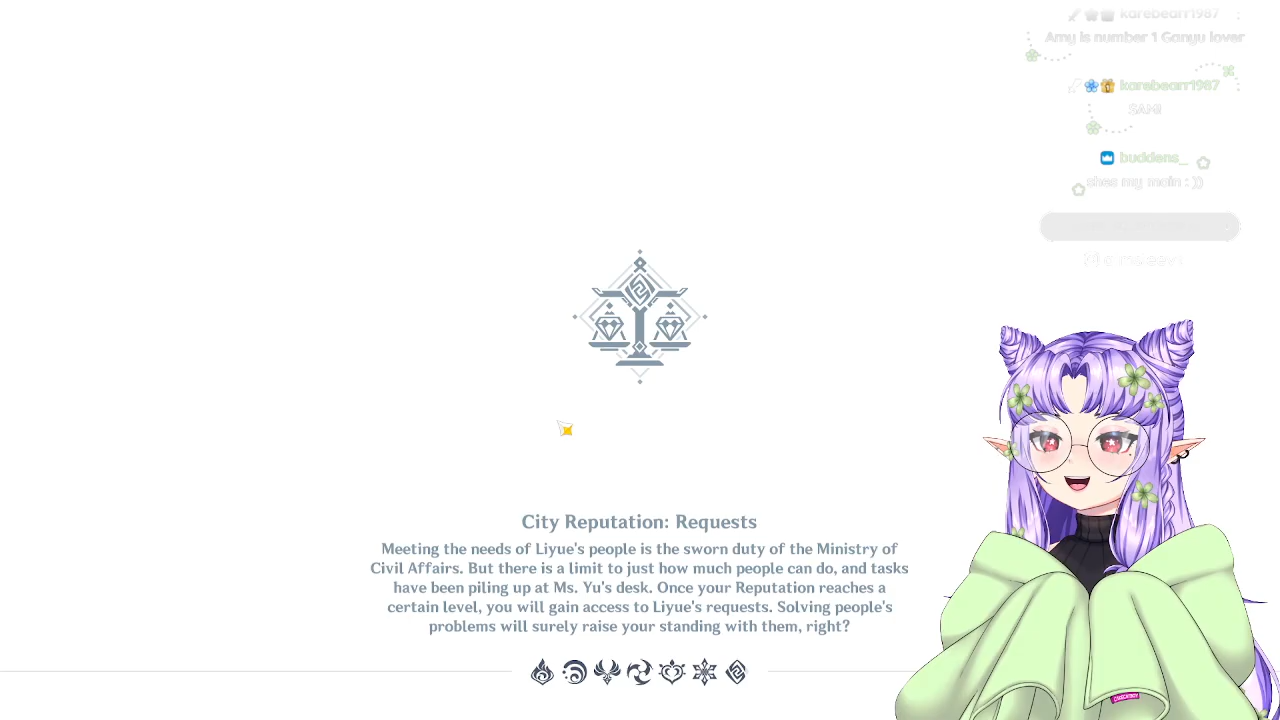 karebearr1987
Amy is number 1 Ganyu lover
karebearr1987
SAM!
buddens_
shes my main : ))
City Reputation: Requests
Meeting the needs of Liyue's people is the sworn duty of the Ministry of
Civil Affairs. But there is a limit to just how much people can do, and tasks
have been piling up at Ms. Yu's desk. Once your Reputation reaches a
certain level, you will gain access to Liyue's requests. Solving people's
problems will surely raise your standing with them, right?